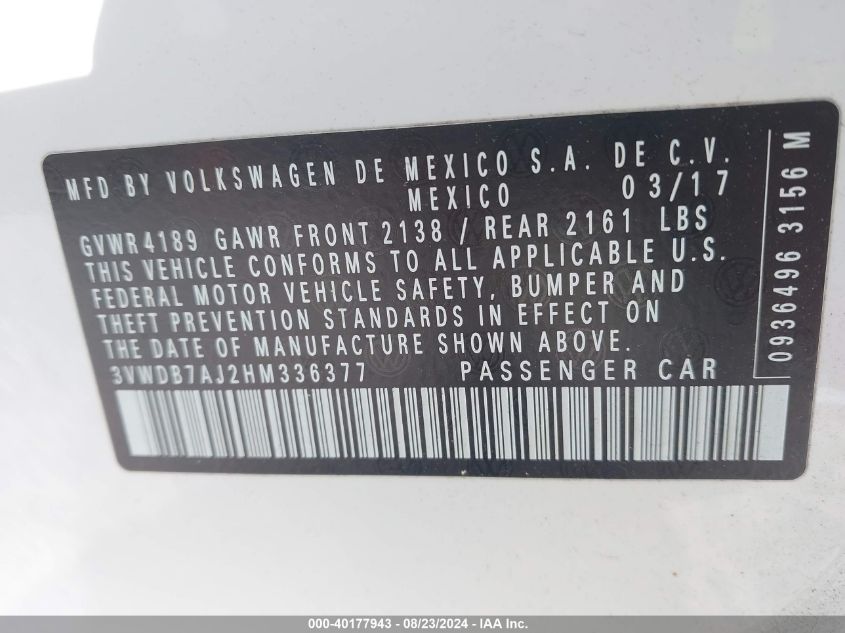 MFD BY VOLKSWAGEN DE MEXICO S.A. DE C.V.
MEXICO 03/17
GVWR 4189 GAWR FRONT 2138 / REAR 2161 LBS
THIS VEHICLE CONFORMS TO ALL APPLICABLE U.S.
FEDERAL MOTOR VEHICLE SAFETY, BUMPER AND
THEFT PREVENTION STANDARDS IN EFFECT ON
THE DATE OF MANUFACTURE SHOWN ABOVE.
3VWDB7AJ2HM336377 PASSENGER CAR
0936496 3156 M
000-40177943 - 08/23/2024 - IAA Inc.